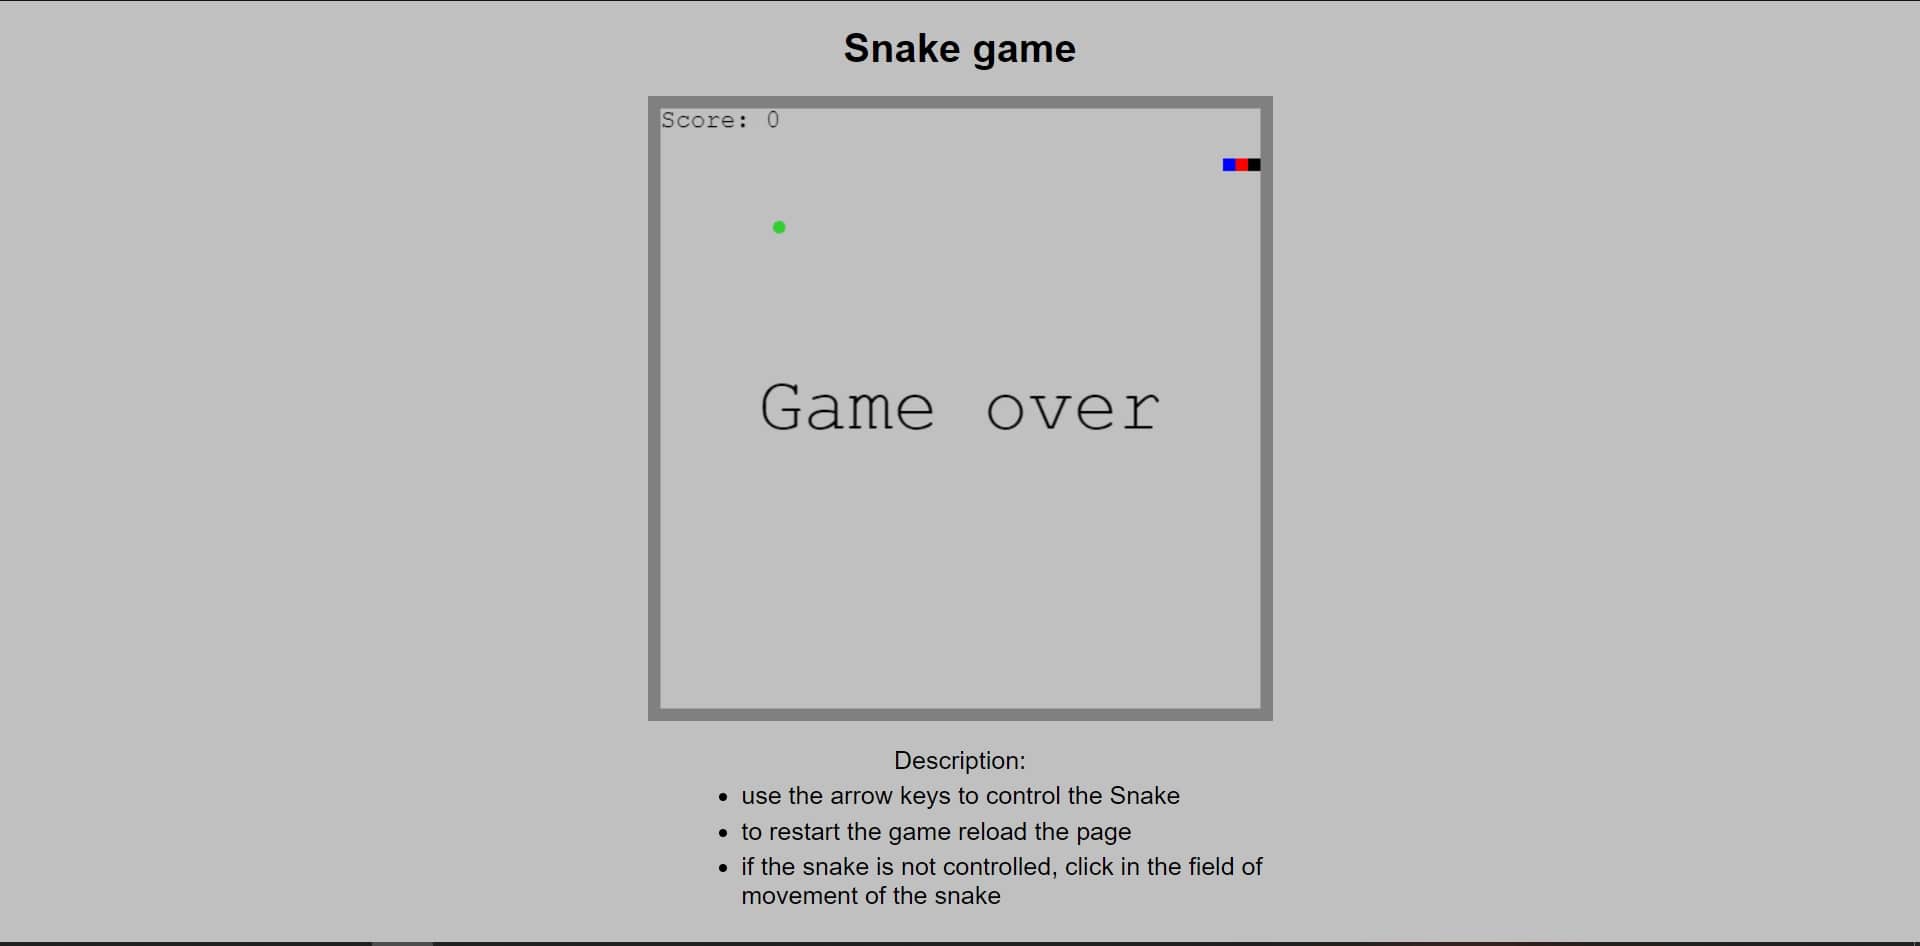 Snake game
Score: 0
Game over
Description:
• use the arrow keys to control the Snake
• to restart the game reload the page
• if the snake is not controlled, click in the field of
movement of the snake